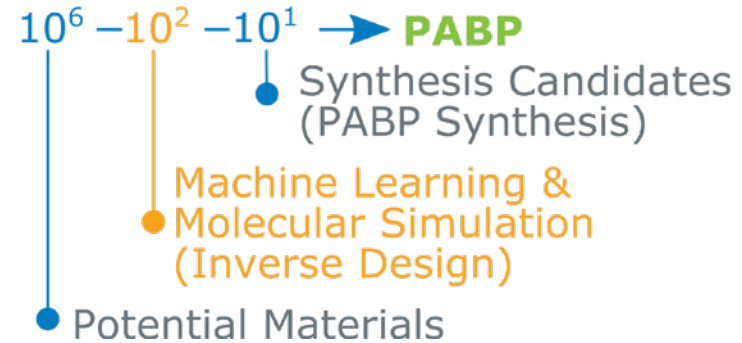 10⁶ –10² –10¹ → PABP
Synthesis Candidates
(PABP Synthesis)
Machine Learning &
Molecular Simulation
(Inverse Design)
Potential Materials